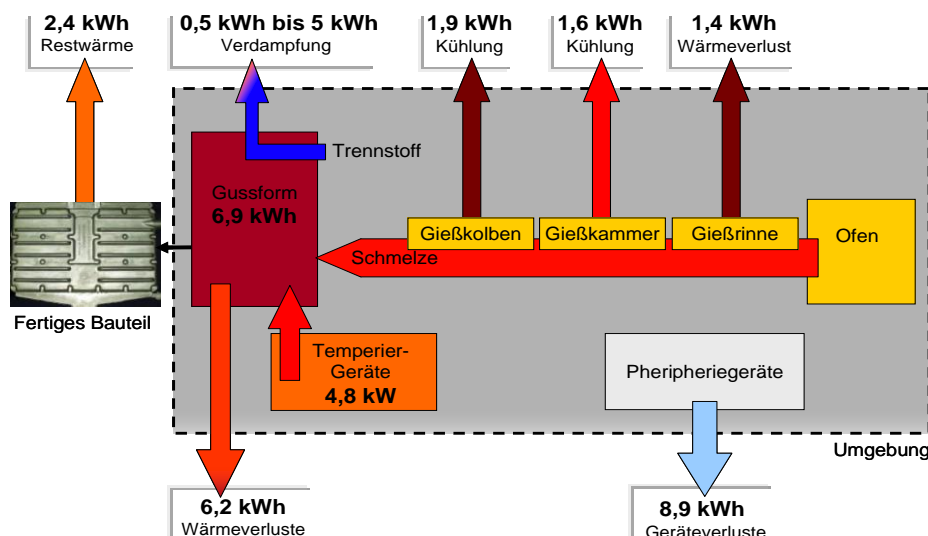 2,4 kWh
Restwärme
0,5 kWh bis 5 kWh
Verdampfung
1,9 kWh
Kühlung
1,6 kWh
Kühlung
1,4 kWh
Wärmeverlust
Trennstoff
Gussform
6,9 kWh
Gießkolben
Gießkammer
Gießrinne
Ofen
Schmelze
Fertiges Bauteil
Temperier-
Geräte
4,8 kW
Pheripheriegeräte
Umgebung
6,2 kWh
Wärmeverluste
8,9 kWh
Geräteverluste